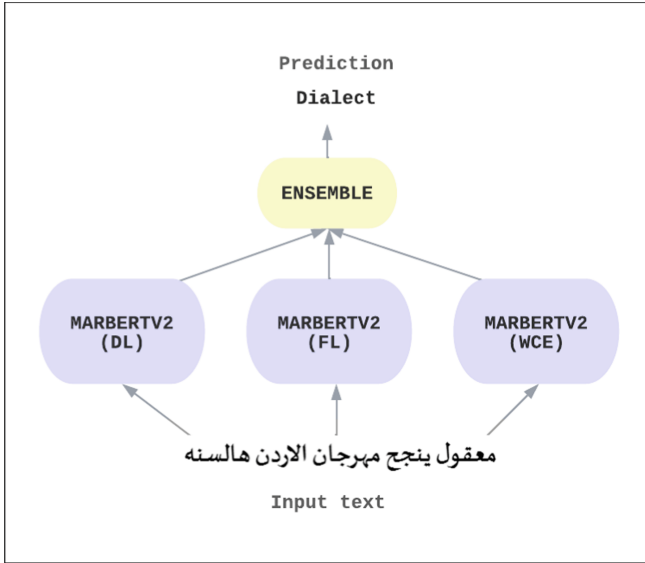 Prediction
Dialect
ENSEMBLE
MARBERTV2
(DL)
MARBERTV2
(FL)
MARBERTV2
(WCE)
معقول ينجح مهرجان الاردن هالسنه
Input text